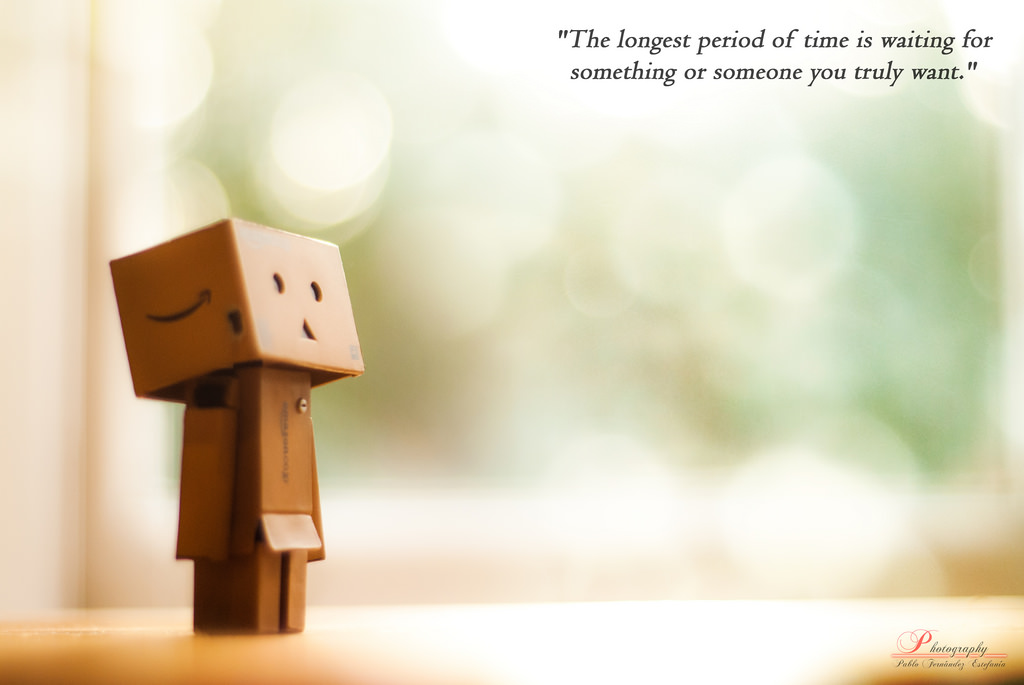 "The longest period of time is waiting for
something or someone you truly want."
Photography
Pablo Fernández Estefanía